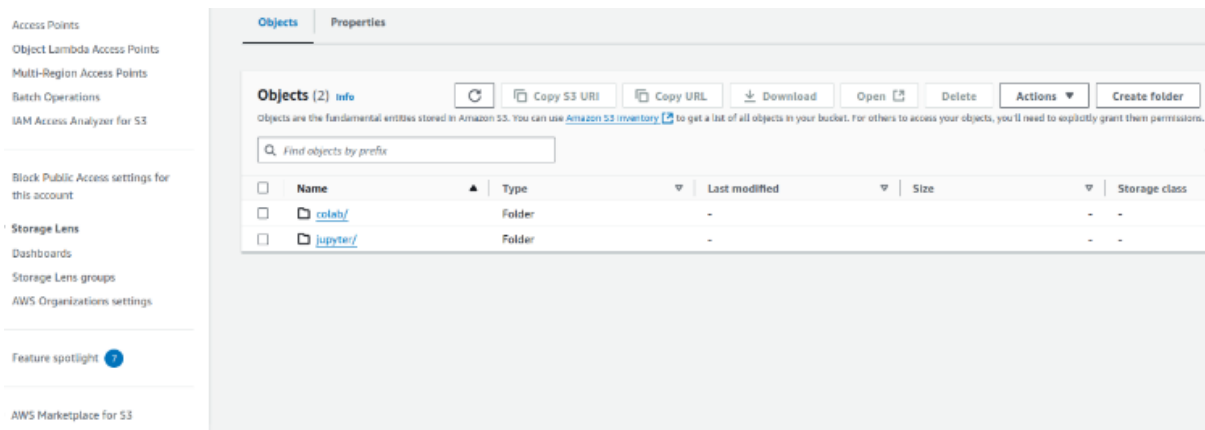 Access Points
Object Lambda Access Points
Multi-Region Access Points
Batch Operations
IAM Access Analyzer for S3
Block Public Access settings for
this account
Storage Lens
Dashboards
Storage Lens groups
AWS Organizations settings
Feature spotlight 7
AWS Marketplace for S3
Objects Properties
Objects (2) Info Copy S3 URI Copy URL Download Open Delete Actions Create folder
Objects are the fundamental entities stored in Amazon S3. You can use Amazon S3 inventory to get a list of all objects in your bucket. For others to access your objects, you'll need to explicitly grant them permissions.
Find objects by prefix
Name Type Last modified Size Storage class
colab/ Folder - - -
jupyter/ Folder - - -